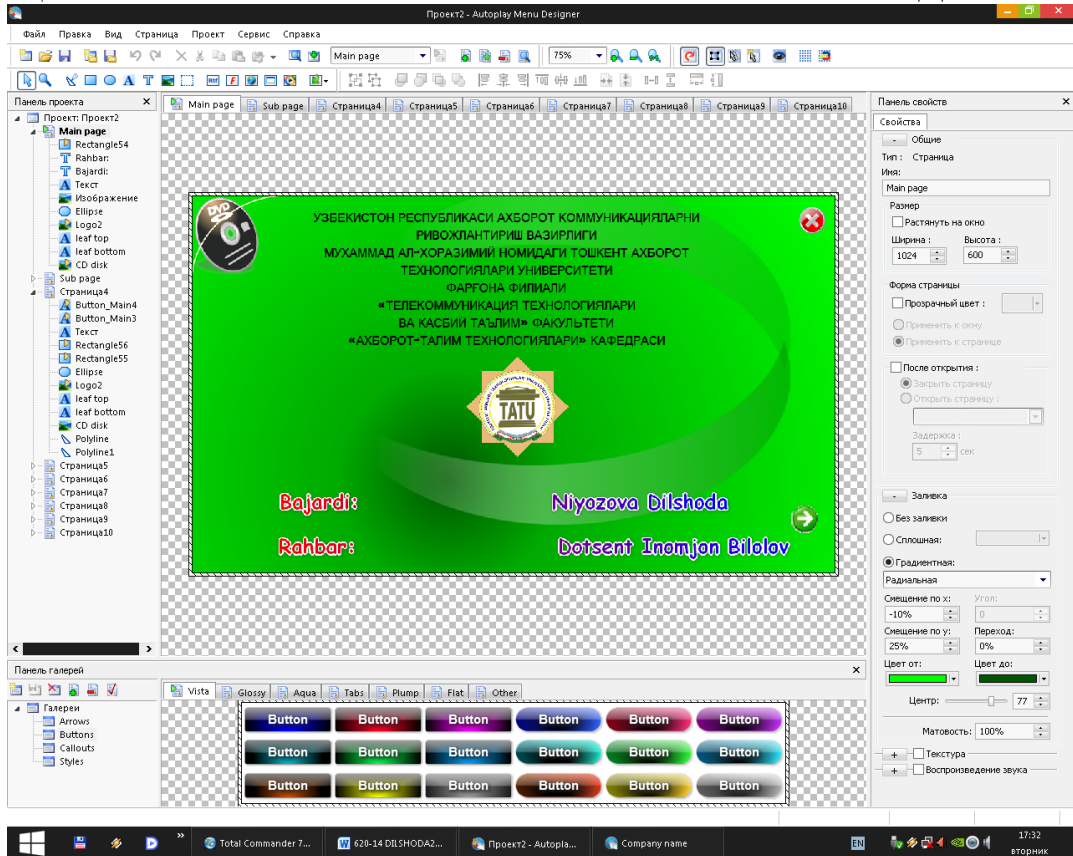 Проект2 - Autoplay Menu Designer
Файл Правка Вид Страница Проект Сервис Справка
Main page 75%
Панель проекта
Проект: Проект2
Main page
Rectangle54
Rahbar:
Bajardi:
Текст
Изображение
Ellipse
Logo2
leaf top
leaf bottom
CD disk
Sub page
Страница4
Button_Main4
Button_Main3
Текст
Rectangle56
Rectangle55
Ellipse
Logo2
leaf top
leaf bottom
CD disk
Polyline
Polyline1
Страница5
Страница6
Страница7
Страница8
Страница9
Страница10
Main page Sub page Страница4 Страница5 Страница6 Страница7 Страница8 Страница9 Страница10
DVD
УЗБЕКИСТОН РЕСПУБЛИКАСИ АХБОРОТ КОММУНИКАЦИЯЛАРНИ
РИВОЖЛАНТИРИШ ВАЗИРЛИГИ
МУХАММАД АЛ-ХОРАЗИМИЙ НОМИДАГИ ТОШКЕНТ АХБОРОТ
ТЕХНОЛОГИЯЛАРИ УНИВЕРСИТЕТИ
ФАРГОНА ФИЛИАЛИ
«ТЕЛЕКОММУНИКАЦИЯ ТЕХНОЛОГИЯЛАРИ
ВА КАСБИИ ТАЪЛИМ» ФАКУЛЬТЕТИ
«АХБОРОТ-ТАЛИМ ТЕХНОЛОГИЯЛАРИ» КАФЕДРАСИ
TATU
Bajardi: Niyozova Dilshoda
Rahbar: Dotsent Inomjon Bilolov
Панель свойств
Свойства
- Общие
Тип : Страница
Имя:
Main page
Размер
Растянуть на окно
Ширина : Высота :
1024 600
Форма страницы
Прозрачный цвет :
Применить к окну
Применить к странице
После открытия :
Закрыть страницу
Открыть страницу :
Задержка :
5 сек
- Заливка
Без заливки
Сплошная:
Градиентная:
Радиальная
Смещение по x: Угол:
-10% 0
Смещение по y: Переход:
25% 0%
Цвет от: Цвет до:
Центр: 77
Матовость: 100%
+ Текстура
+ Воспроизведение звука
Панель галерей
Галереи
Arrows
Buttons
Callouts
Styles
Vista Glossy Aqua Tabs Plump Flat Other
Button Button Button Button Button Button
Button Button Button Button Button Button
Button Button Button Button Button Button
Total Commander 7... 620-14 DILSHODA2... Проект2 - Autopla... Company name EN 17:32
вторник